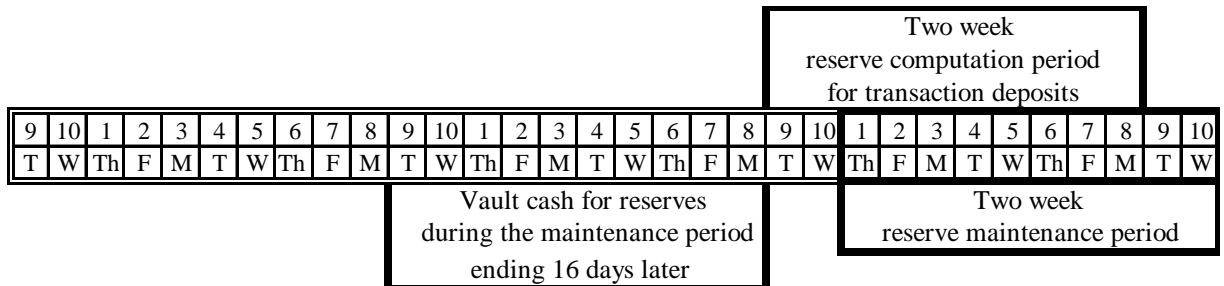 Two week
reserve computation period
for transaction deposits
9 10 1 2 3 4 5 6 7 8 9 10 1 2 3 4 5 6 7 8 9 10 1 2 3 4 5 6 7 8 9 10
T W Th F M T W Th F M T W Th F M T W Th F M T W Th F M T W Th F M T W
Vault cash for reserves
during the maintenance period
ending 16 days later
Two week
reserve maintenance period